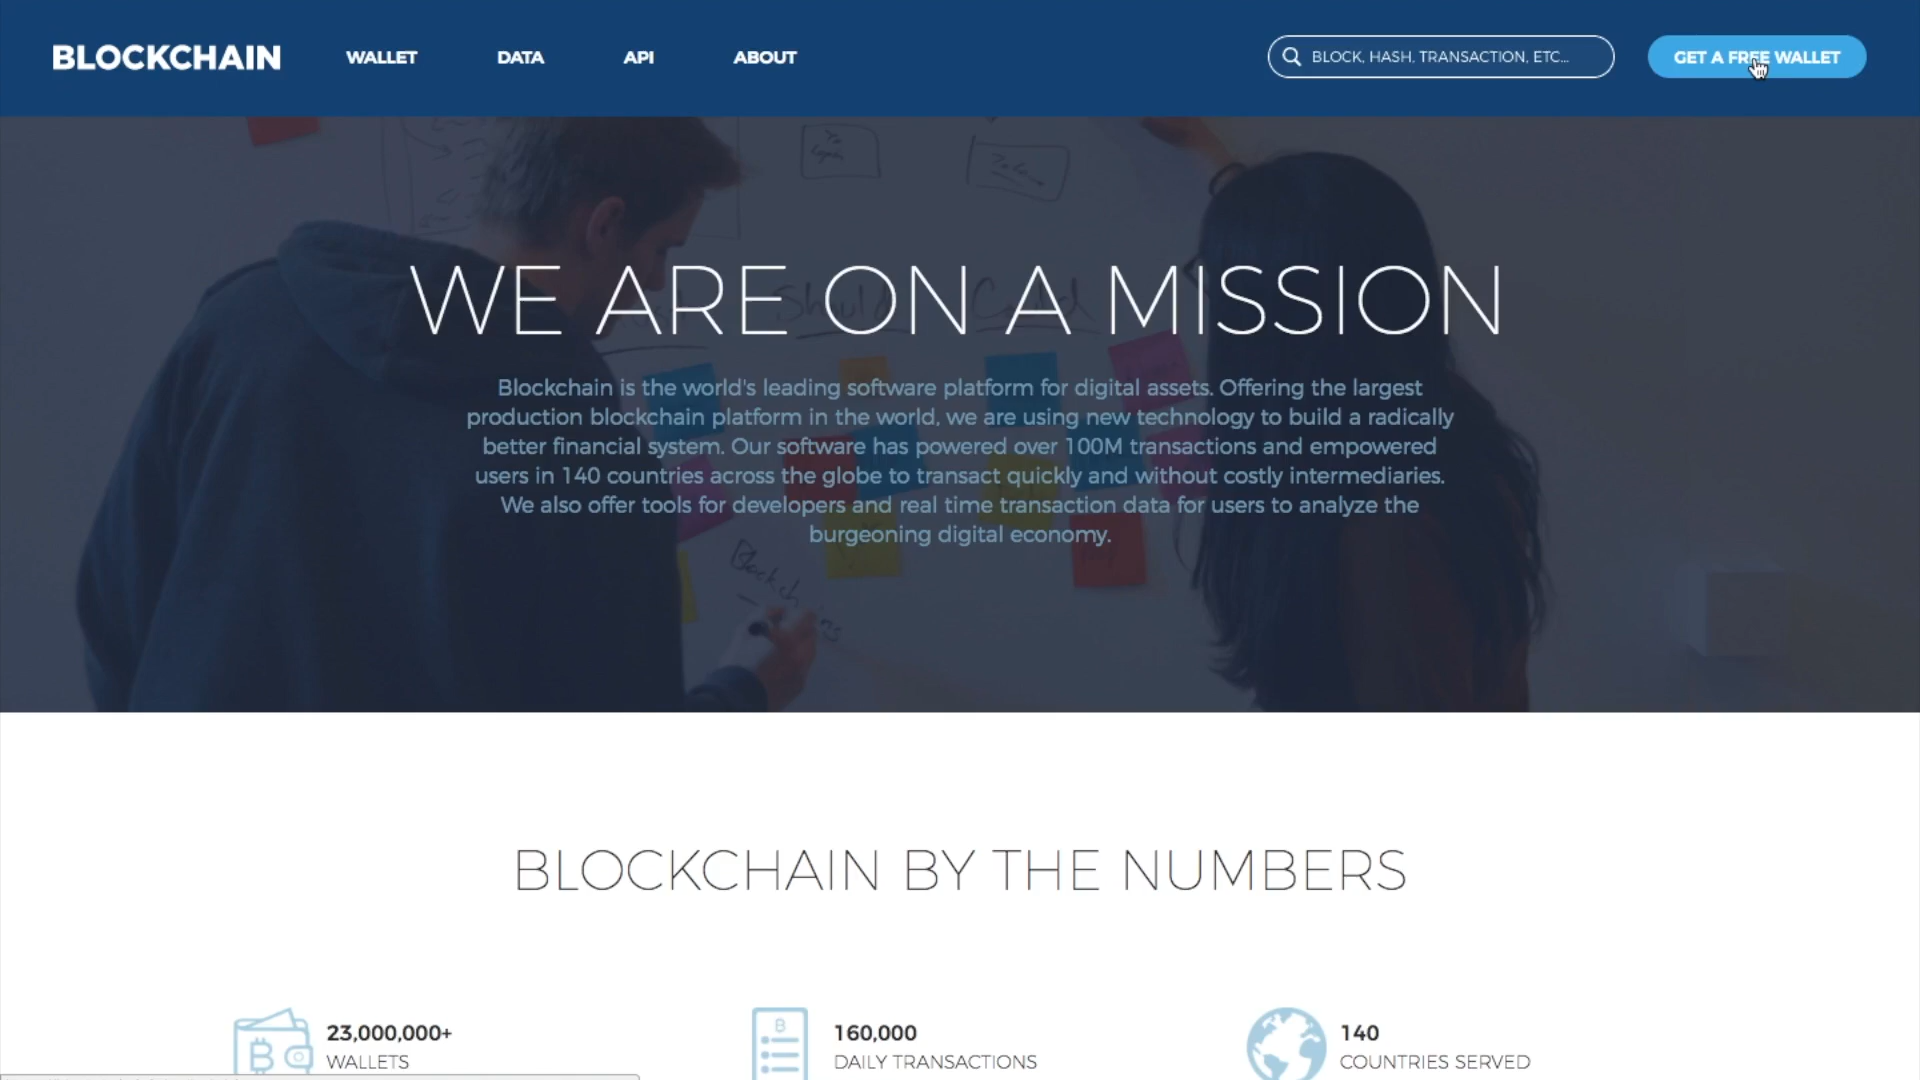 BLOCKCHAIN
WALLET
DATA
API
ABOUT
BLOCK, HASH, TRANSACTION, ETC...
GET A FREE WALLET
WE ARE ON A MISSION
Blockchain is the world's leading software platform for digital assets. Offering the largest
production blockchain platform in the world, we are using new technology to build a radically
better financial system. Our software has powered over 100M transactions and empowered
users in 140 countries across the globe to transact quickly and without costly intermediaries.
We also offer tools for developers and real time transaction data for users to analyze the
burgeoning digital economy.
BLOCKCHAIN BY THE NUMBERS
23,000,000+
WALLETS
160,000
DAILY TRANSACTIONS
140
COUNTRIES SERVED